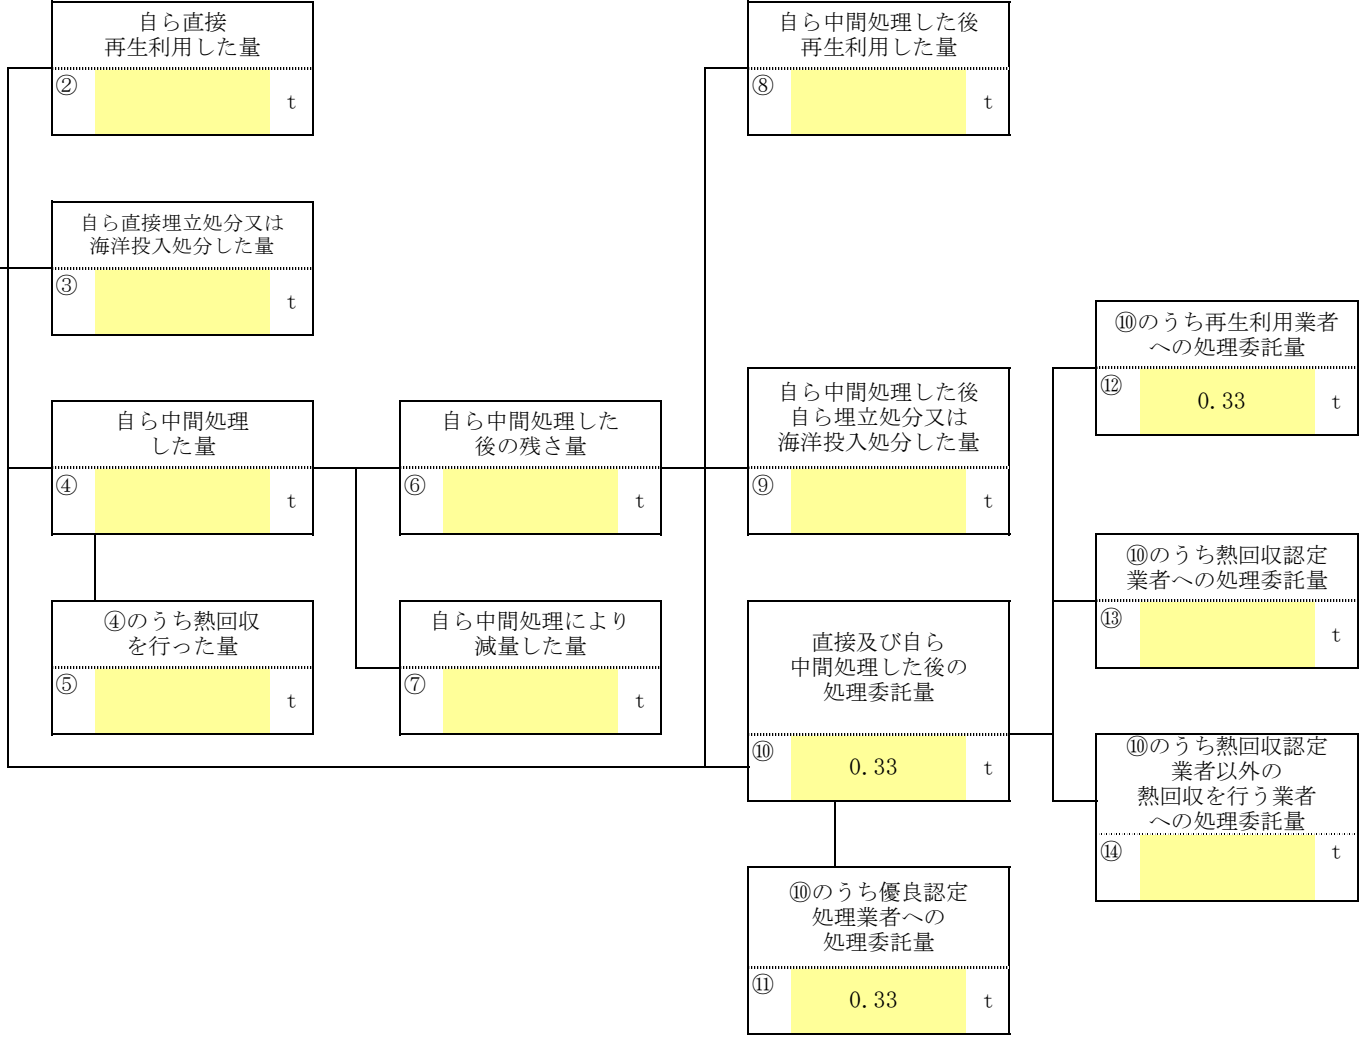 自ら直接
再生利用した量
②
t
自ら中間処理した後
再生利用した量
⑧
t
自ら直接埋立処分又は
海洋投入処分した量
③
t
⑩のうち再生利用業者
への処理委託量
⑫
0.33
t
自ら中間処理
した量
④
t
自ら中間処理した
後の残さ量
⑥
t
自ら中間処理した後
自ら埋立処分又は
海洋投入処分した量
⑨
t
⑩のうち熱回収認定
業者への処理委託量
⑬
t
④のうち熱回収
を行った量
⑤
t
自ら中間処理により
減量した量
⑦
t
直接及び自ら
中間処理した後の
処理委託量
⑩
0.33
t
⑩のうち熱回収認定
業者以外の
熱回収を行う業者
への処理委託量
⑭
t
⑩のうち優良認定
処理業者への
処理委託量
⑪
0.33
t